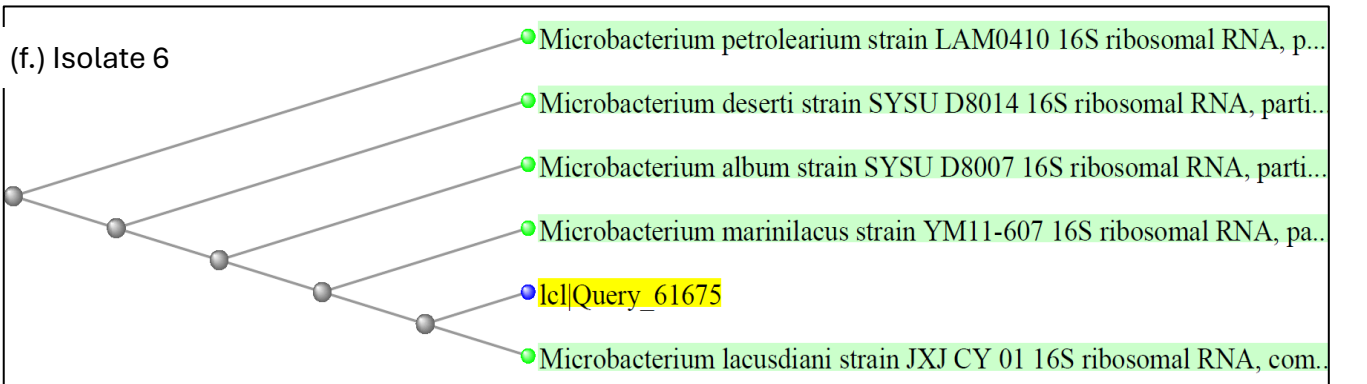 (f.) Isolate 6
Microbacterium petrolearium strain LAM0410 16S ribosomal RNA, p...
Microbacterium deserti strain SYSU D8014 16S ribosomal RNA, parti...
Microbacterium album strain SYSU D8007 16S ribosomal RNA, parti...
Microbacterium marinilacus strain YM11-607 16S ribosomal RNA, pa...
lcl|Query_61675
Microbacterium lacusdiani strain JXJ CY 01 16S ribosomal RNA, com...